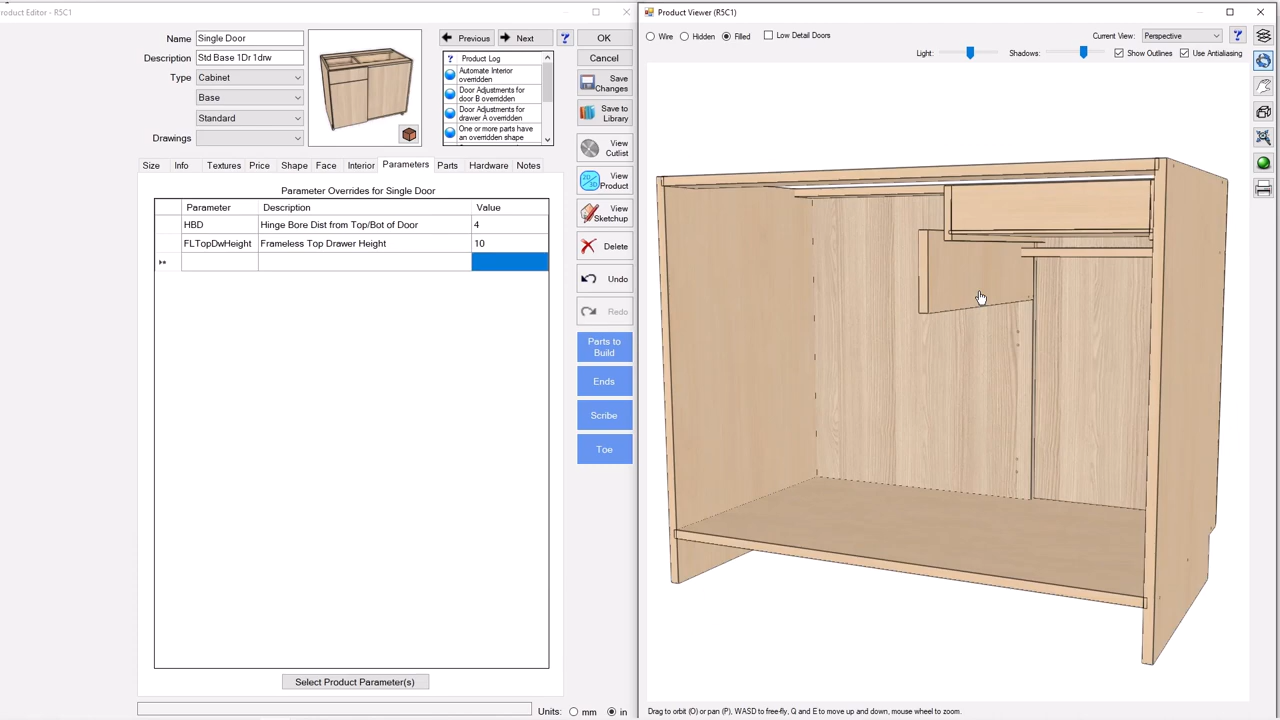 Product Editor - R5C1
Name Single Door
Description Std Base 1Dr 1drw
Type Cabinet
Base
Standard
Drawings
Previous
Next
?
OK
? Product Log
Automate Interior
overridden
Door Adjustments for
door B overridden
Door Adjustments for
drawer A overridden
One or more parts have
an overridden shape
Cancel
Save
Changes
Save to
Library
View
Cutlist
2D/3D
View
Product
View
Sketchup
Delete
Undo
Redo
Parts to
Build
Ends
Scribe
Toe
Size Info Textures Price Shape Face Interior Parameters Parts Hardware Notes
Parameter Overrides for Single Door
Parameter Description Value
HBD Hinge Bore Dist from Top/Bot of Door 4
FLTopDwHeight Frameless Top Drawer Height 10
Select Product Parameter(s)
Units: mm in
Product Viewer (R5C1)
Wire Hidden Filled Low Detail Doors
Current View: Perspective ?
Light: Shadows: Show Outlines Use Antialiasing
Drag to orbit (O) or pan (P), WASD to free-fly, Q and E to move up and down, mouse wheel to zoom.